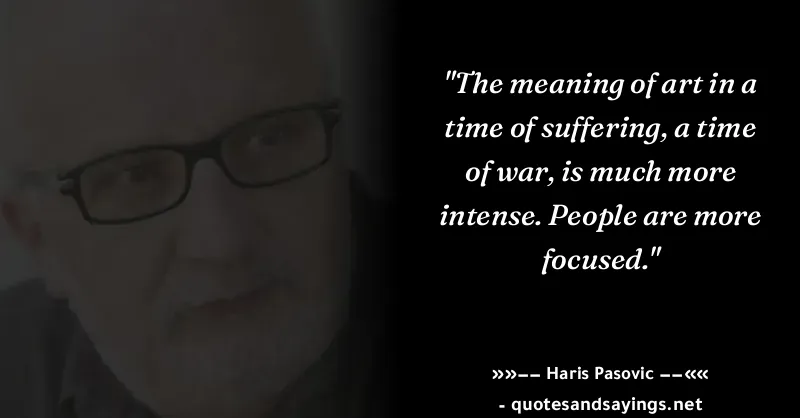 "The meaning of art in a
time of suffering, a time
of war, is much more
intense. People are more
focused."
»»−− Haris Pasovic −−««
- quotesandsayings.net